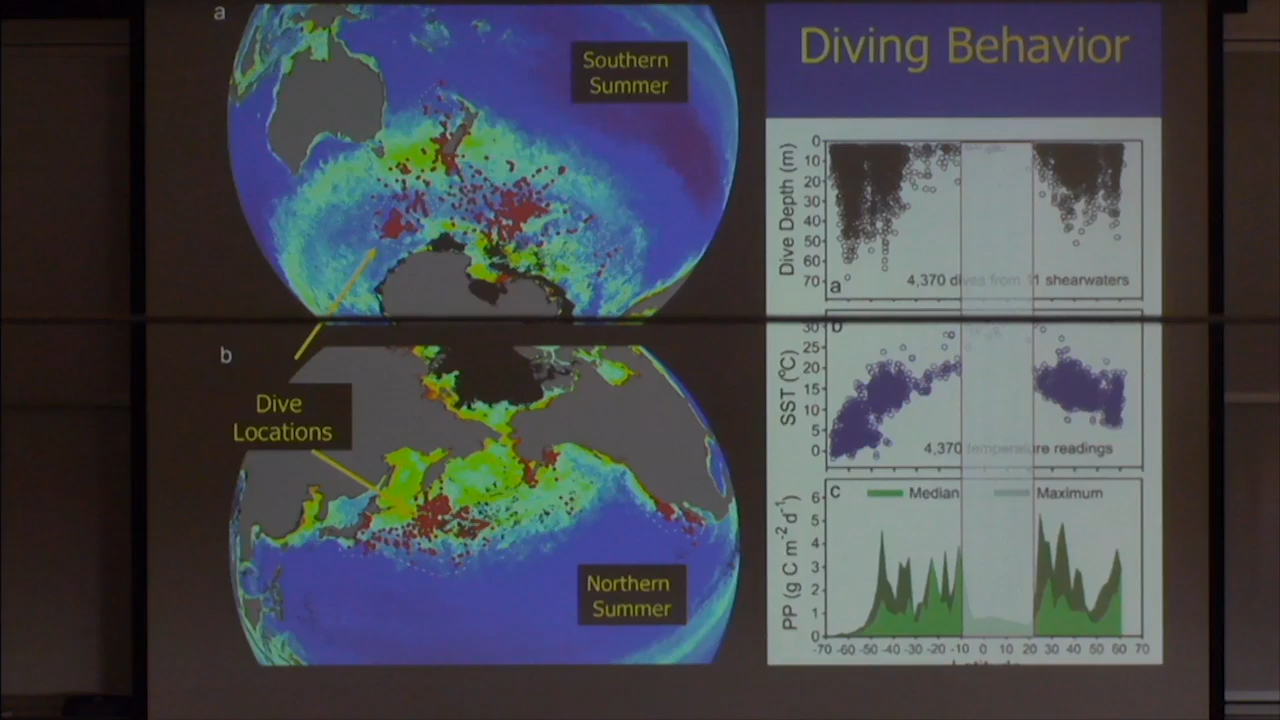 a
Southern
Summer
b
Dive
Locations
Northern
Summer
Diving Behavior
0
10
20
30
40
50
60
70
Dive Depth (m)
a
4,370 dives from 11 shearwaters
30
25
20
15
10
5
0
SST (°C)
b
4,370 temperature readings
6
5
4
3
2
1
0
PP (g C m-2 d-1)
c
Median
Maximum
-70 -60 -50 -40 -30 -20 -10 0 10 20 30 40 50 60 70
Latitude